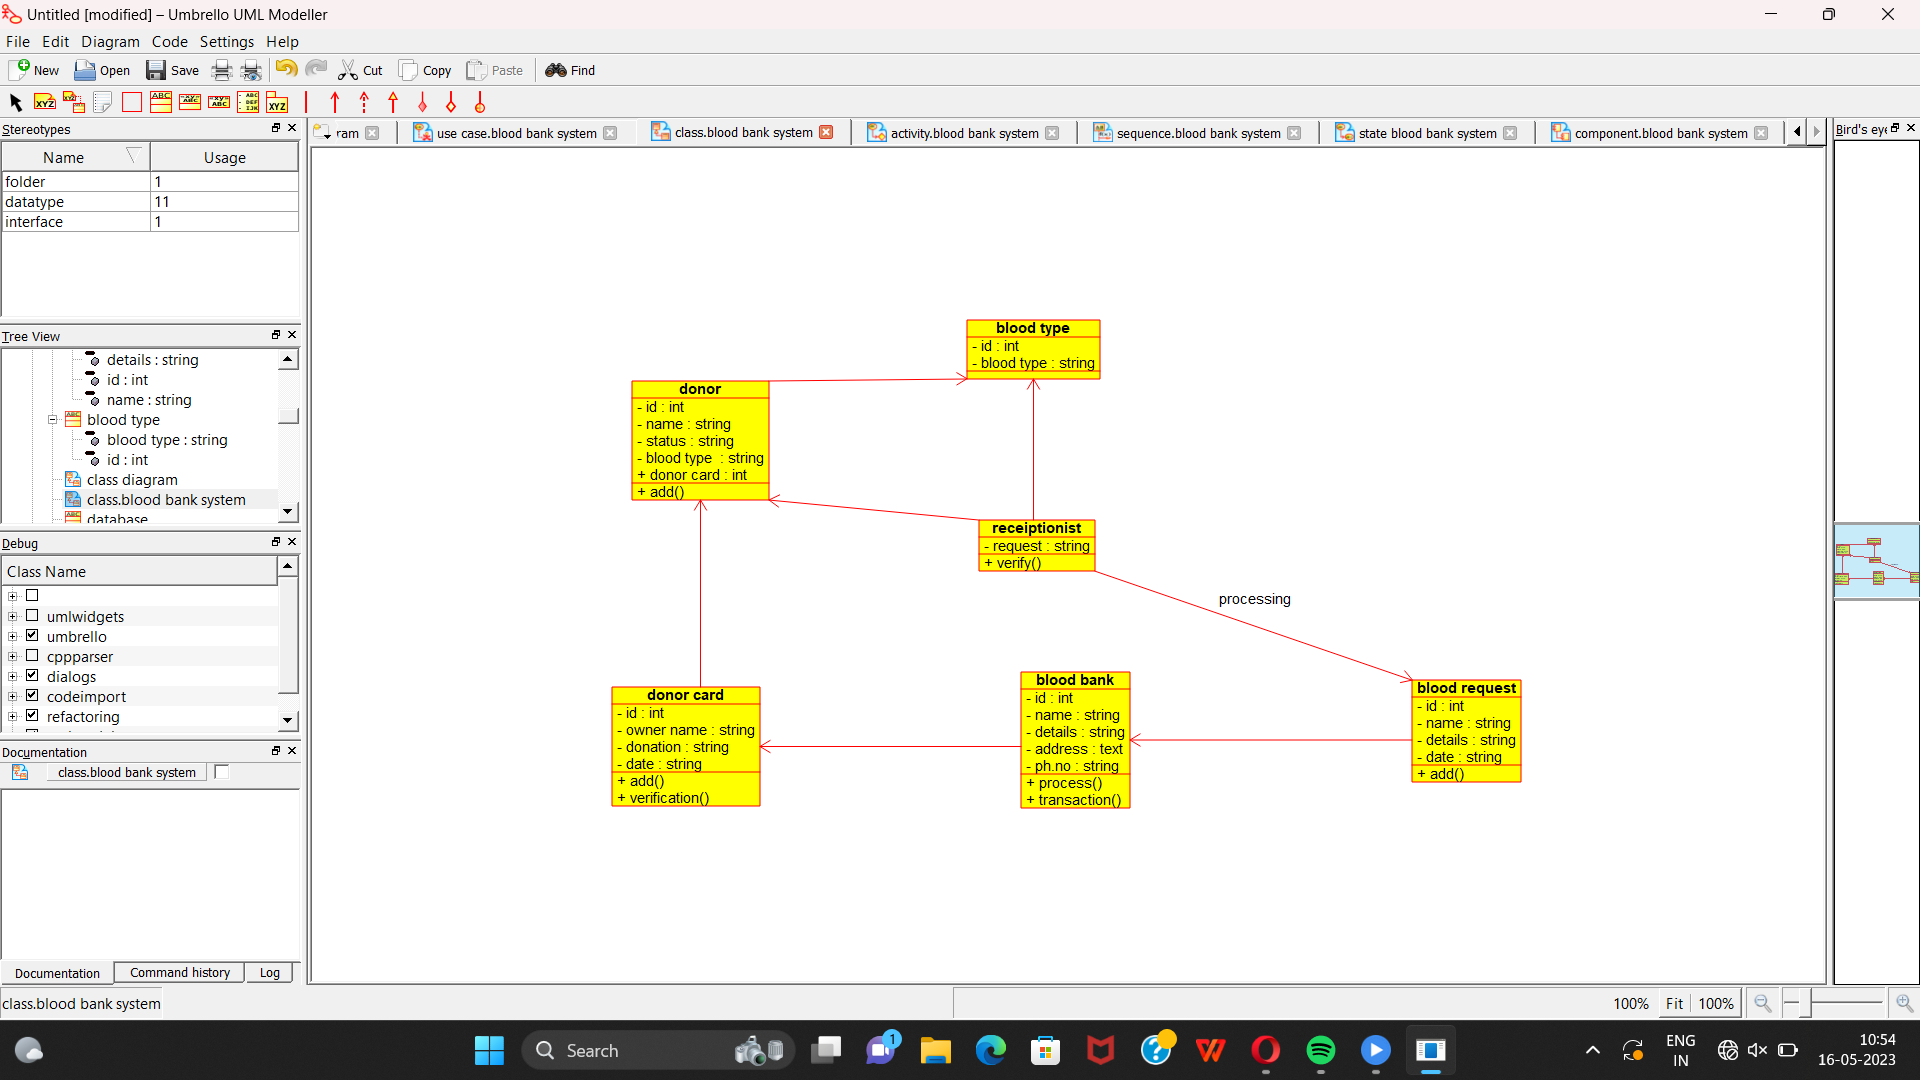 Untitled [modified] – Umbrello UML Modeller
File Edit Diagram Code Settings Help
New Open Save Cut Copy Paste Find
Stereotypes
Name Usage
folder 1
datatype 11
interface 1
Tree View
details : string
id : int
name : string
blood type
blood type : string
id : int
class diagram
class.blood bank system
database
Debug
Class Name
umlwidgets
umbrello
cppparser
dialogs
codeimport
refactoring
Documentation
class.blood bank system
Documentation Command history Log
ram use case.blood bank system class.blood bank system activity.blood bank system sequence.blood bank system state blood bank system component.blood bank system
Bird's eye
blood type
- id : int
- blood type : string
donor
- id : int
- name : string
- status : string
- blood type : string
+ donor card : int
+ add()
receiptionist
- request : string
+ verify()
processing
donor card
- id : int
- owner name : string
- donation : string
- date : string
+ add()
+ verification()
blood bank
- id : int
- name : string
- details : string
- address : text
- ph.no : string
+ process()
+ transaction()
blood request
- id : int
- name : string
- details : string
- date : string
+ add()
class.blood bank system
100% Fit 100%
Search
1
ENG
IN
10:54
16-05-2023